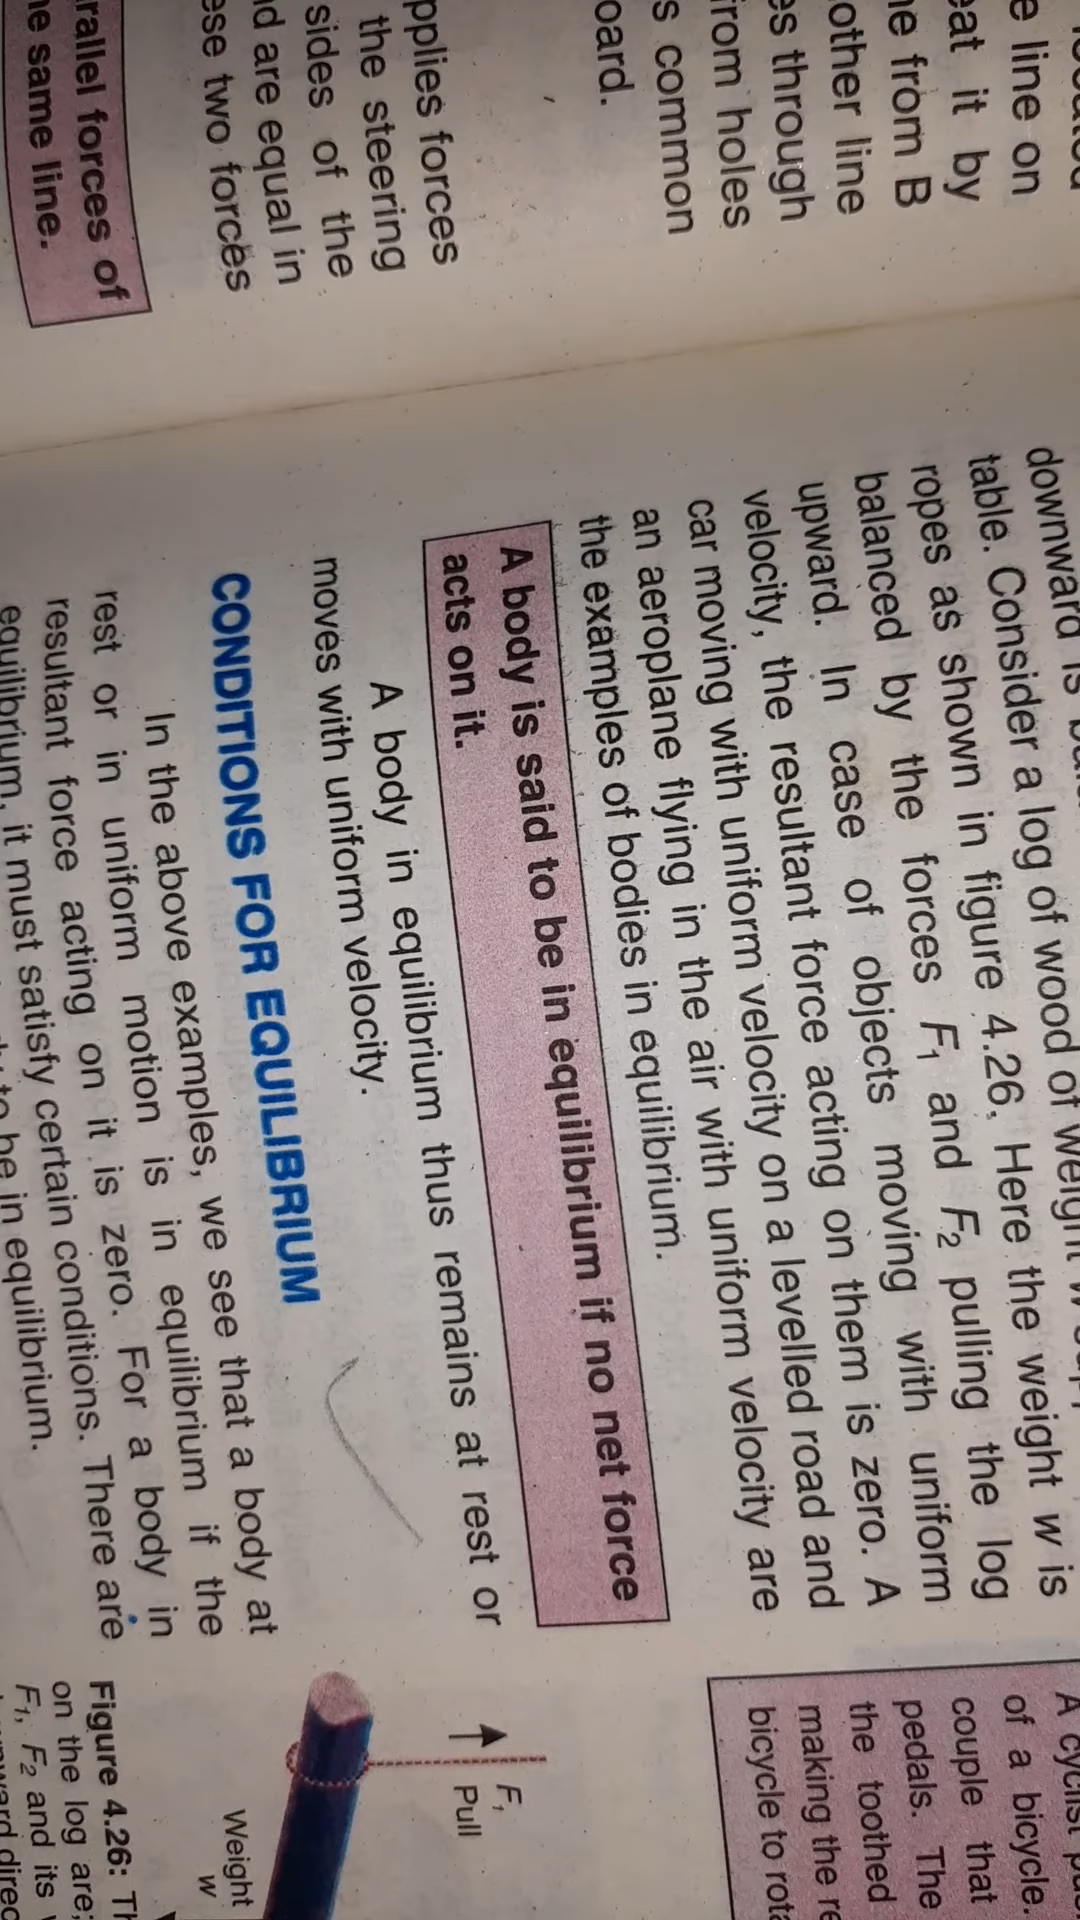 e line on
eat it by
ne from B
other line
es through
from holes
s common
oard.
pplies forces
the steering
sides of the
nd are equal in
ese two forces
rallel forces of
he same line.
downward is
table. Consider a log of wood of weight w
ropes as shown in figure 4.26. Here the weight w is
balanced by the forces F1 and F2 pulling the log
upward. In case of objects moving with uniform
velocity, the resultant force acting on them is zero. A
car moving with uniform velocity on a levelled road and
an aeroplane flying in the air with uniform velocity are
the examples of bodies in equilibrium.
A body is said to be in equilibrium if no net force
acts on it.
A body in equilibrium thus remains at rest or
moves with uniform velocity.
CONDITIONS FOR EQUILIBRIUM
In the above examples, we see that a body at
rest or in uniform motion is in equilibrium if the
resultant force acting on it is zero. For a body in
equilibrium, it must satisfy certain conditions. There are
to be in equilibrium.
A cyclist
of a bicycle.
couple that
pedals. The
the toothed
making the re
bicycle to rota
F1
Pull
Weight
w
Figure 4.26: Th
on the log are;
F1, F2 and its